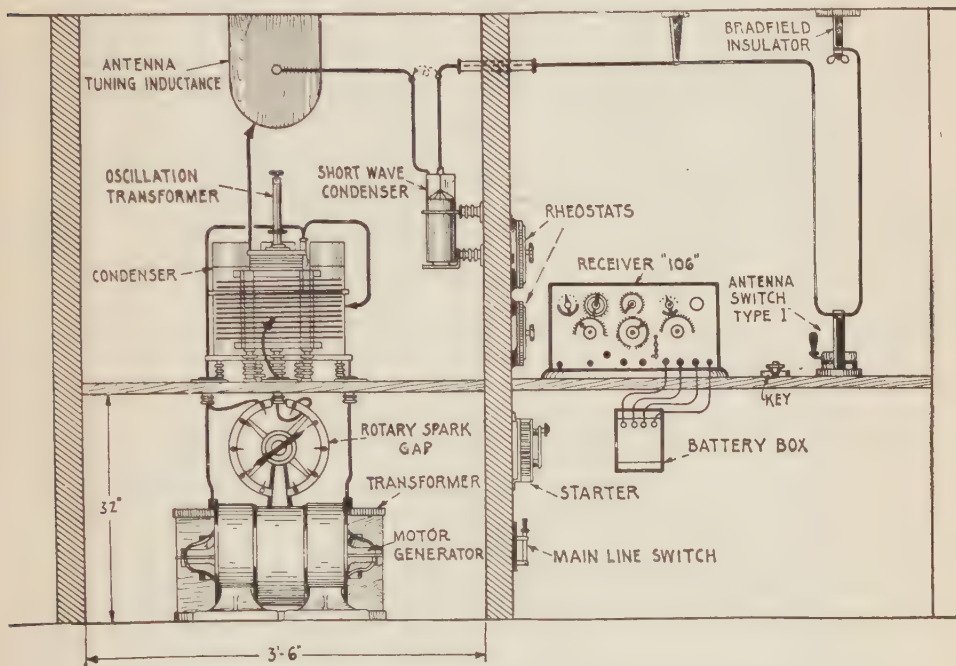 ANTENNA
TUNING INDUCTANCE
OSCILLATION
TRANSFORMER
CONDENSER
SHORT WAVE
CONDENSER
RHEOSTATS
RECEIVER "106"
BRADFIELD
INSULATOR
ANTENNA
SWITCH
TYPE I
KEY
ROTARY SPARK
GAP
TRANSFORMER
MOTOR
GENERATOR
BATTERY BOX
STARTER
MAIN LINE SWITCH
32"
3'-6"